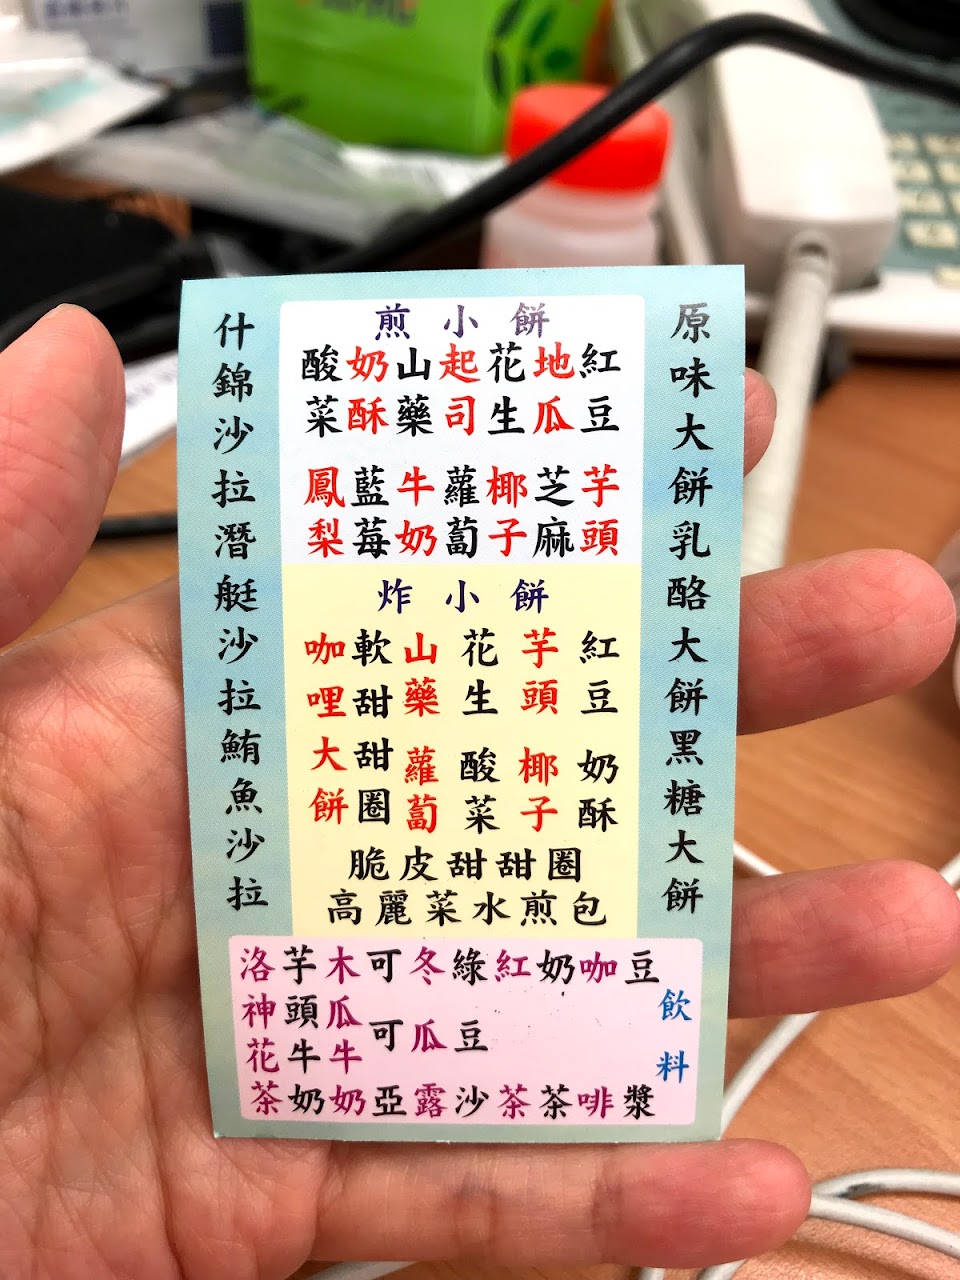 原味大餅乳酪大餅黑糖大餅
煎小餅
紅豆
地瓜
花生
起司
山藥
奶酥
酸菜
芋頭
芝麻
椰子
蘿蔔
牛奶
藍莓
鳳梨
炸小餅
紅豆
芋頭
花生
山藥
軟甜甜圈
咖哩大餅
奶酥
椰子
酸菜
蘿蔔
脆皮甜甜圈
高麗菜水煎包
什錦沙拉潛艇沙拉鮪魚沙拉
飲料
豆漿
咖啡
奶茶
紅茶
綠豆沙
冬瓜露
可可亞
木瓜牛奶
芋頭牛奶
洛神花茶